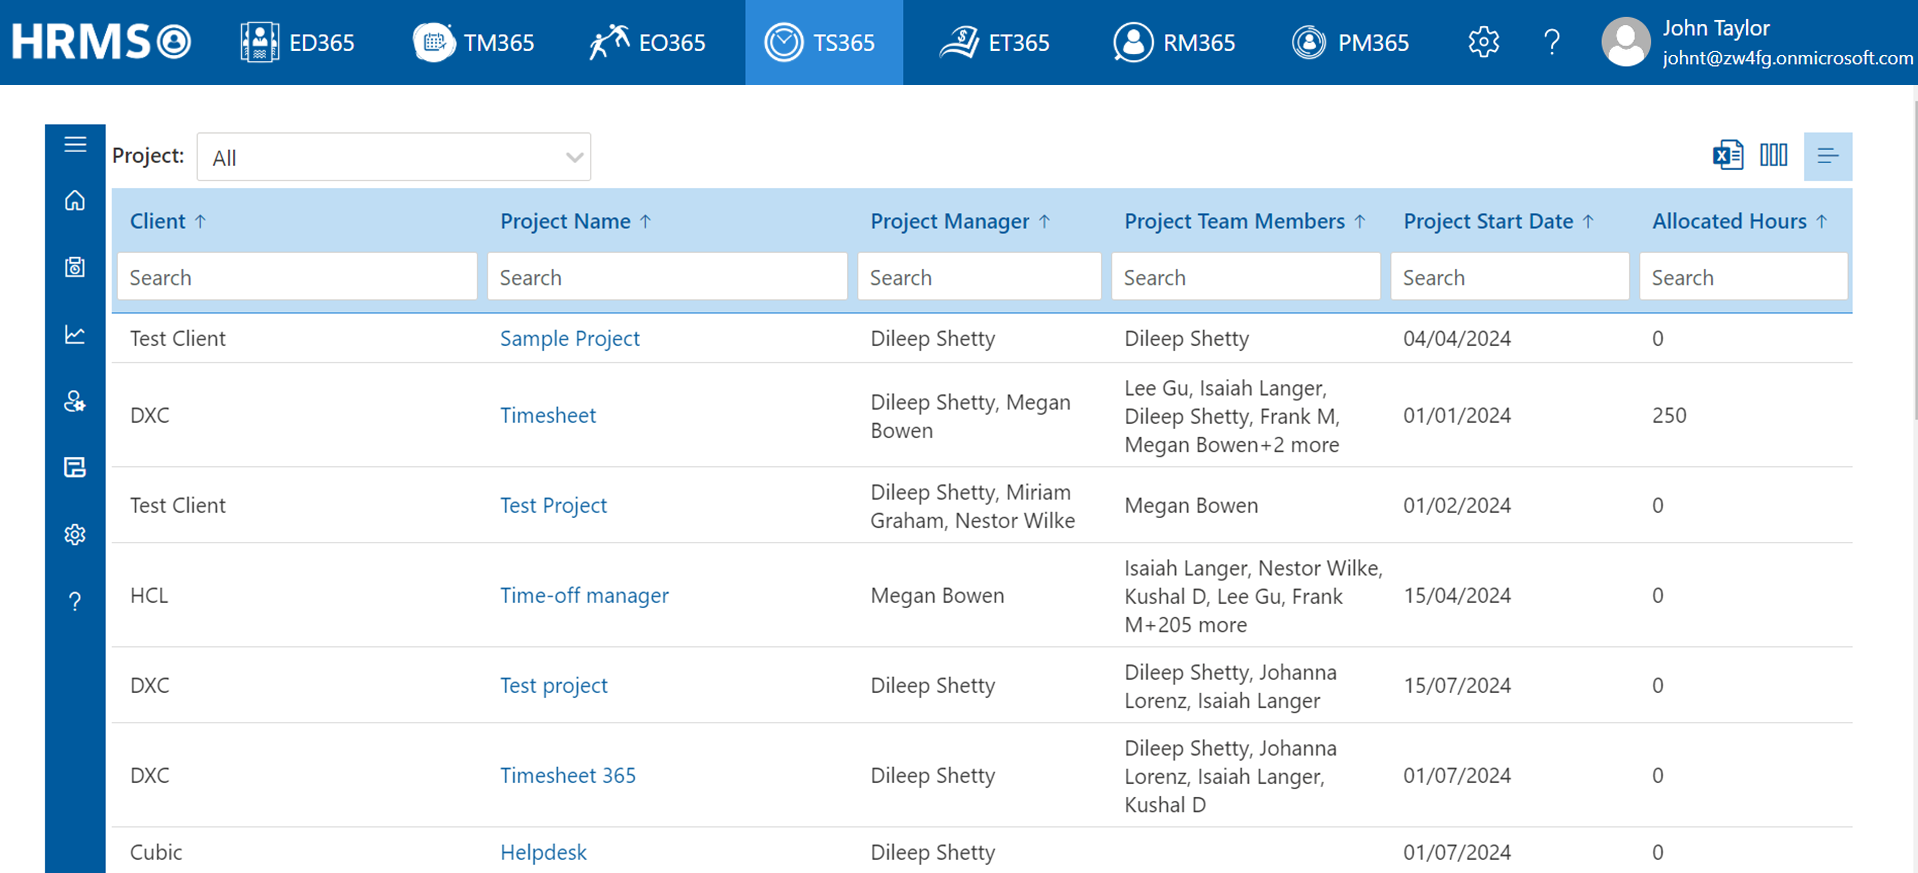 HRMS ED365 TM365 EO365 TS365 ET365 RM365 PM365 ? John Taylor
johnt@zw4fg.onmicrosoft.com
Project: All
Client ↑ Project Name ↑ Project Manager ↑ Project Team Members ↑ Project Start Date ↑ Allocated Hours ↑
Search Search Search Search Search Search
Test Client Sample Project Dileep Shetty Dileep Shetty 04/04/2024 0
DXC Timesheet Dileep Shetty, Megan
Bowen
Lee Gu, Isaiah Langer,
Dileep Shetty, Frank M,
Megan Bowen+2 more
01/01/2024 250
Test Client Test Project Dileep Shetty, Miriam
Graham, Nestor Wilke
Megan Bowen 01/02/2024 0
HCL Time-off manager Megan Bowen
Isaiah Langer, Nestor Wilke,
Kushal D, Lee Gu, Frank
M+205 more
15/04/2024 0
DXC Test project Dileep Shetty
Dileep Shetty, Johanna
Lorenz, Isaiah Langer
15/07/2024 0
DXC Timesheet 365 Dileep Shetty
Dileep Shetty, Johanna
Lorenz, Isaiah Langer,
Kushal D
01/07/2024 0
Cubic Helpdesk Dileep Shetty 01/07/2024 0
?